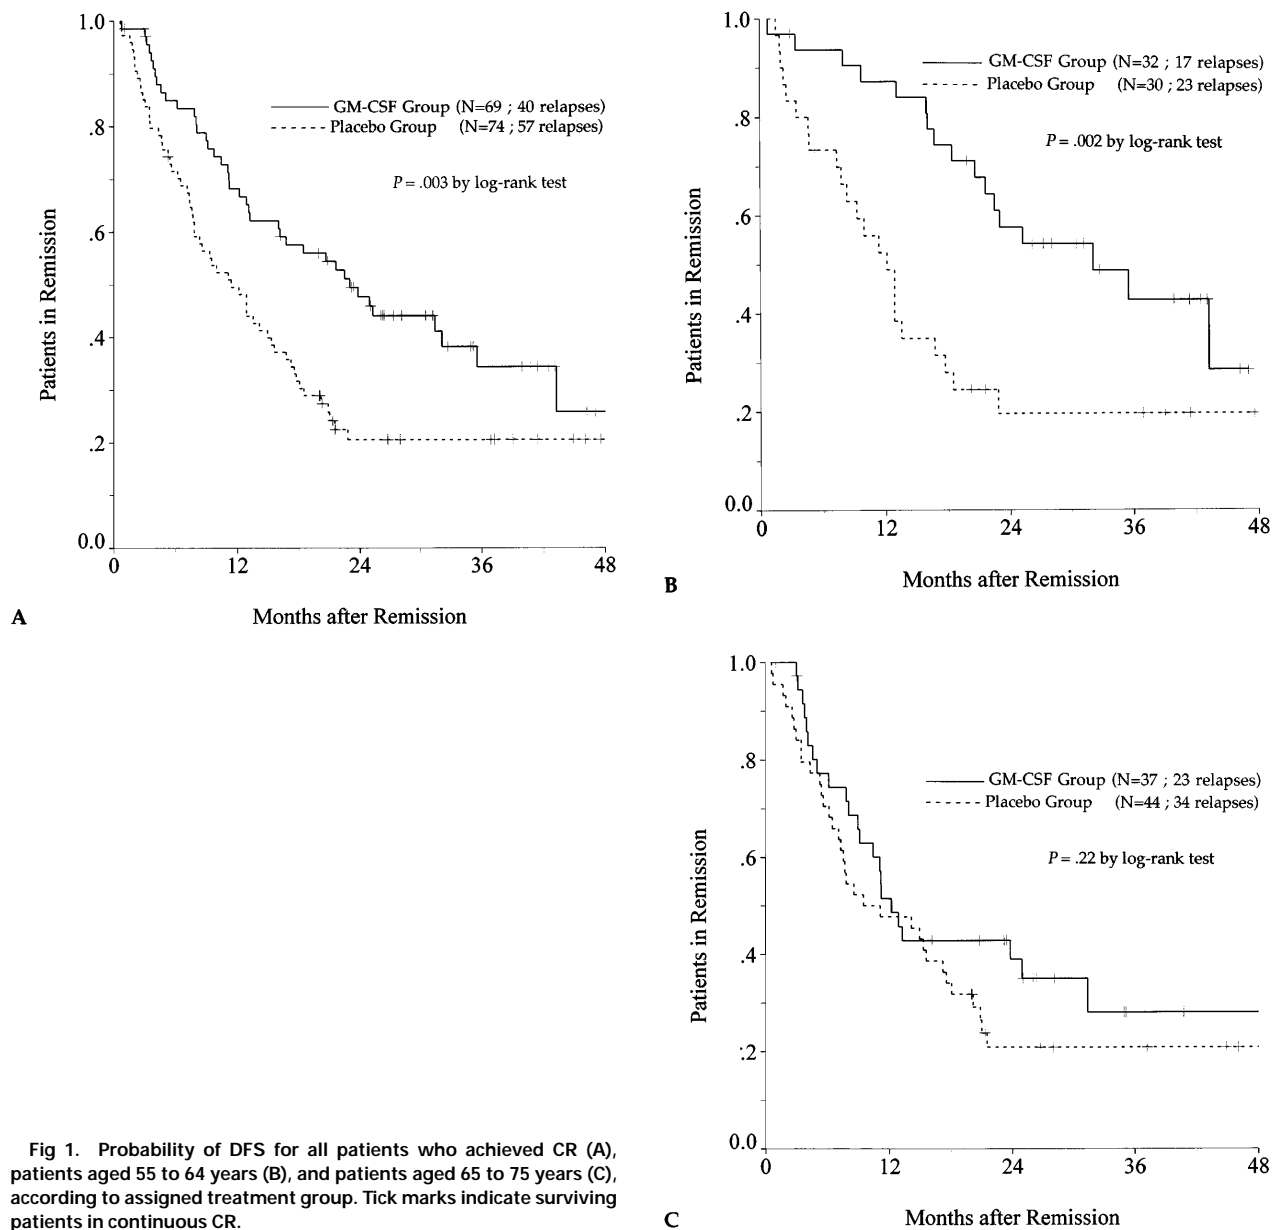 1.0
.8
.6
.4
.2
0.0
Patients in Remission
GM-CSF Group (N=69 ; 40 relapses)
Placebo Group (N=74 ; 57 relapses)
P = .003 by log-rank test
0 12 24 36 48
Months after Remission
A
1.0
.8
.6
.4
.2
0.0
Patients in Remission
GM-CSF Group (N=32 ; 17 relapses)
Placebo Group (N=30 ; 23 relapses)
P = .002 by log-rank test
0 12 24 36 48
Months after Remission
B
1.0
.8
.6
.4
.2
0.0
Patients in Remission
GM-CSF Group (N=37 ; 23 relapses)
Placebo Group (N=44 ; 34 relapses)
P = .22 by log-rank test
0 12 24 36 48
Months after Remission
C
Fig 1. Probability of DFS for all patients who achieved CR (A),
patients aged 55 to 64 years (B), and patients aged 65 to 75 years (C),
according to assigned treatment group. Tick marks indicate surviving
patients in continuous CR.